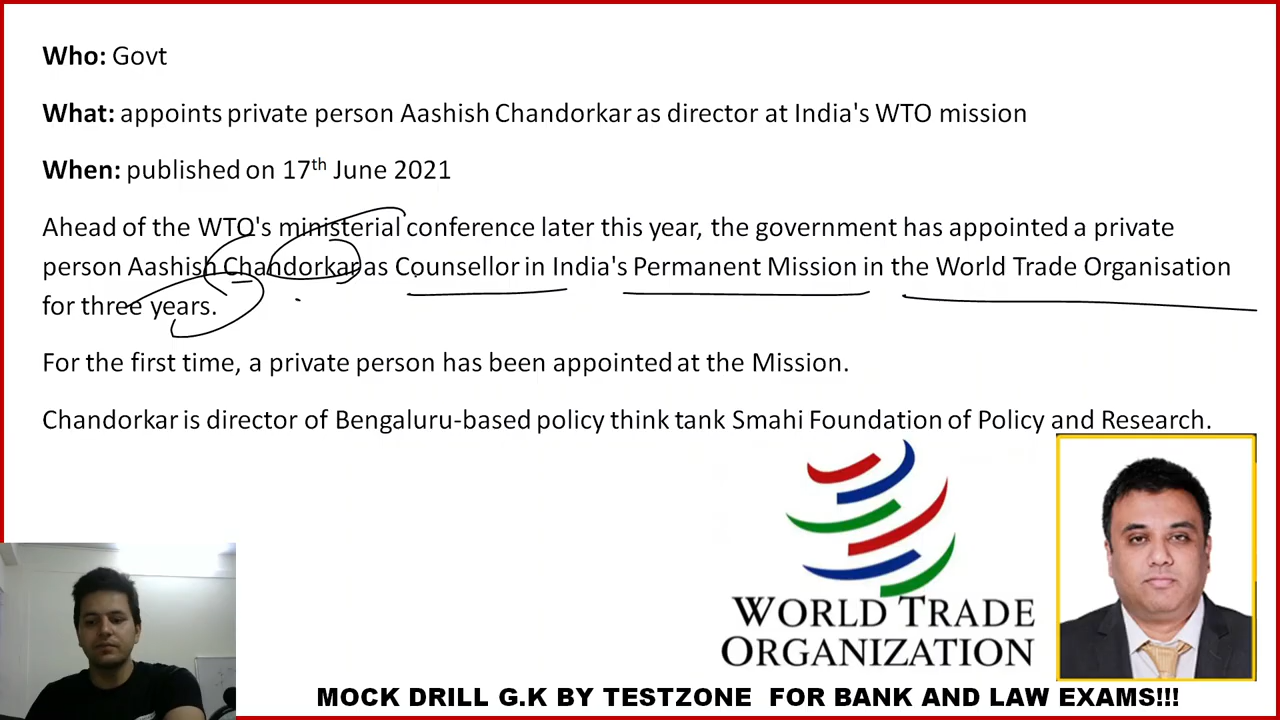 Who: Govt
What: appoints private person Aashish Chandorkar as director at India's WTO mission
When: published on 17th June 2021
Ahead of the WTO's ministerial conference later this year, the government has appointed a private
person Aashish Chandorkar as Counsellor in India's Permanent Mission in the World Trade Organisation
for three years.
For the first time, a private person has been appointed at the Mission.
Chandorkar is director of Bengaluru-based policy think tank Smahi Foundation of Policy and Research.
WORLD TRADE
ORGANIZATION
MOCK DRILL G.K BY TESTZONE FOR BANK AND LAW EXAMS!!!